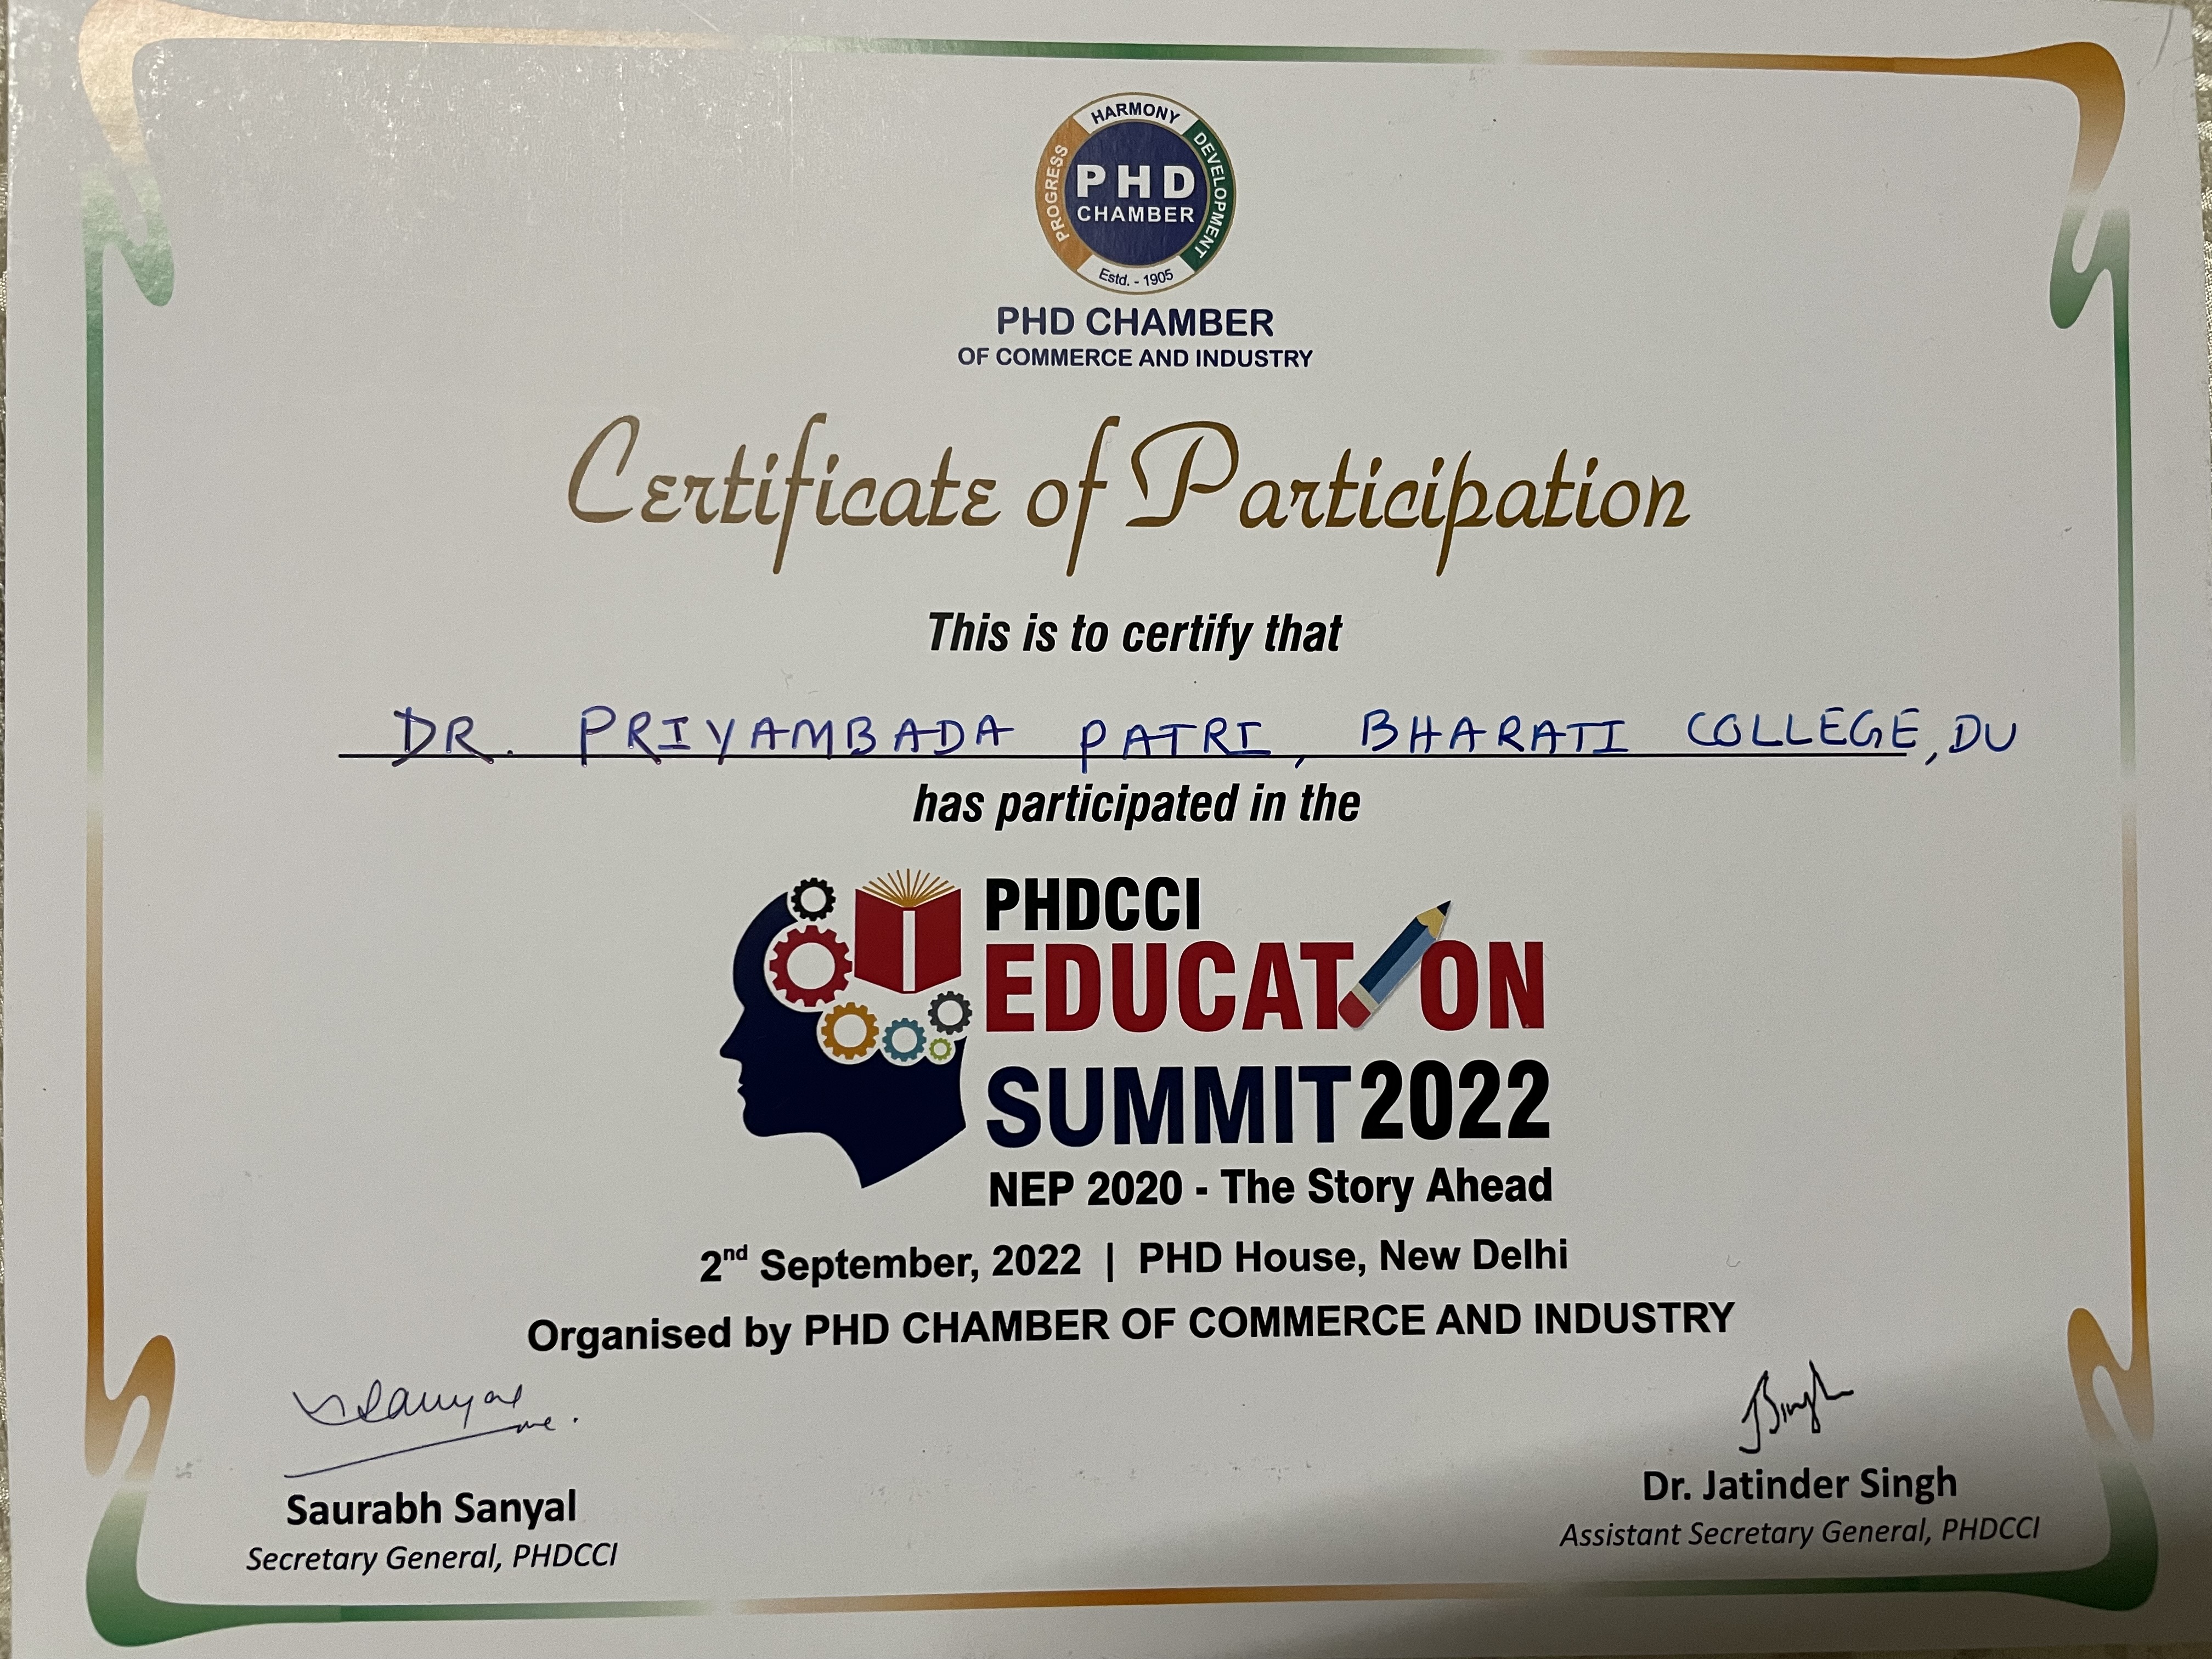 HARMONY
PROGRESS
DEVELOPMENT
PHD
CHAMBER
Estd. - 1905
PHD CHAMBER
OF COMMERCE AND INDUSTRY
Certificate of Participation
This is to certify that
DR. PRIYAMBADA PATRI, BHARATI COLLEGE, DU
has participated in the
PHDCCI
EDUCATION
SUMMIT 2022
NEP 2020 - The Story Ahead
2nd September, 2022 | PHD House, New Delhi
Organised by PHD CHAMBER OF COMMERCE AND INDUSTRY
Saurabh Sanyal
Secretary General, PHDCCI
Dr. Jatinder Singh
Assistant Secretary General, PHDCCI